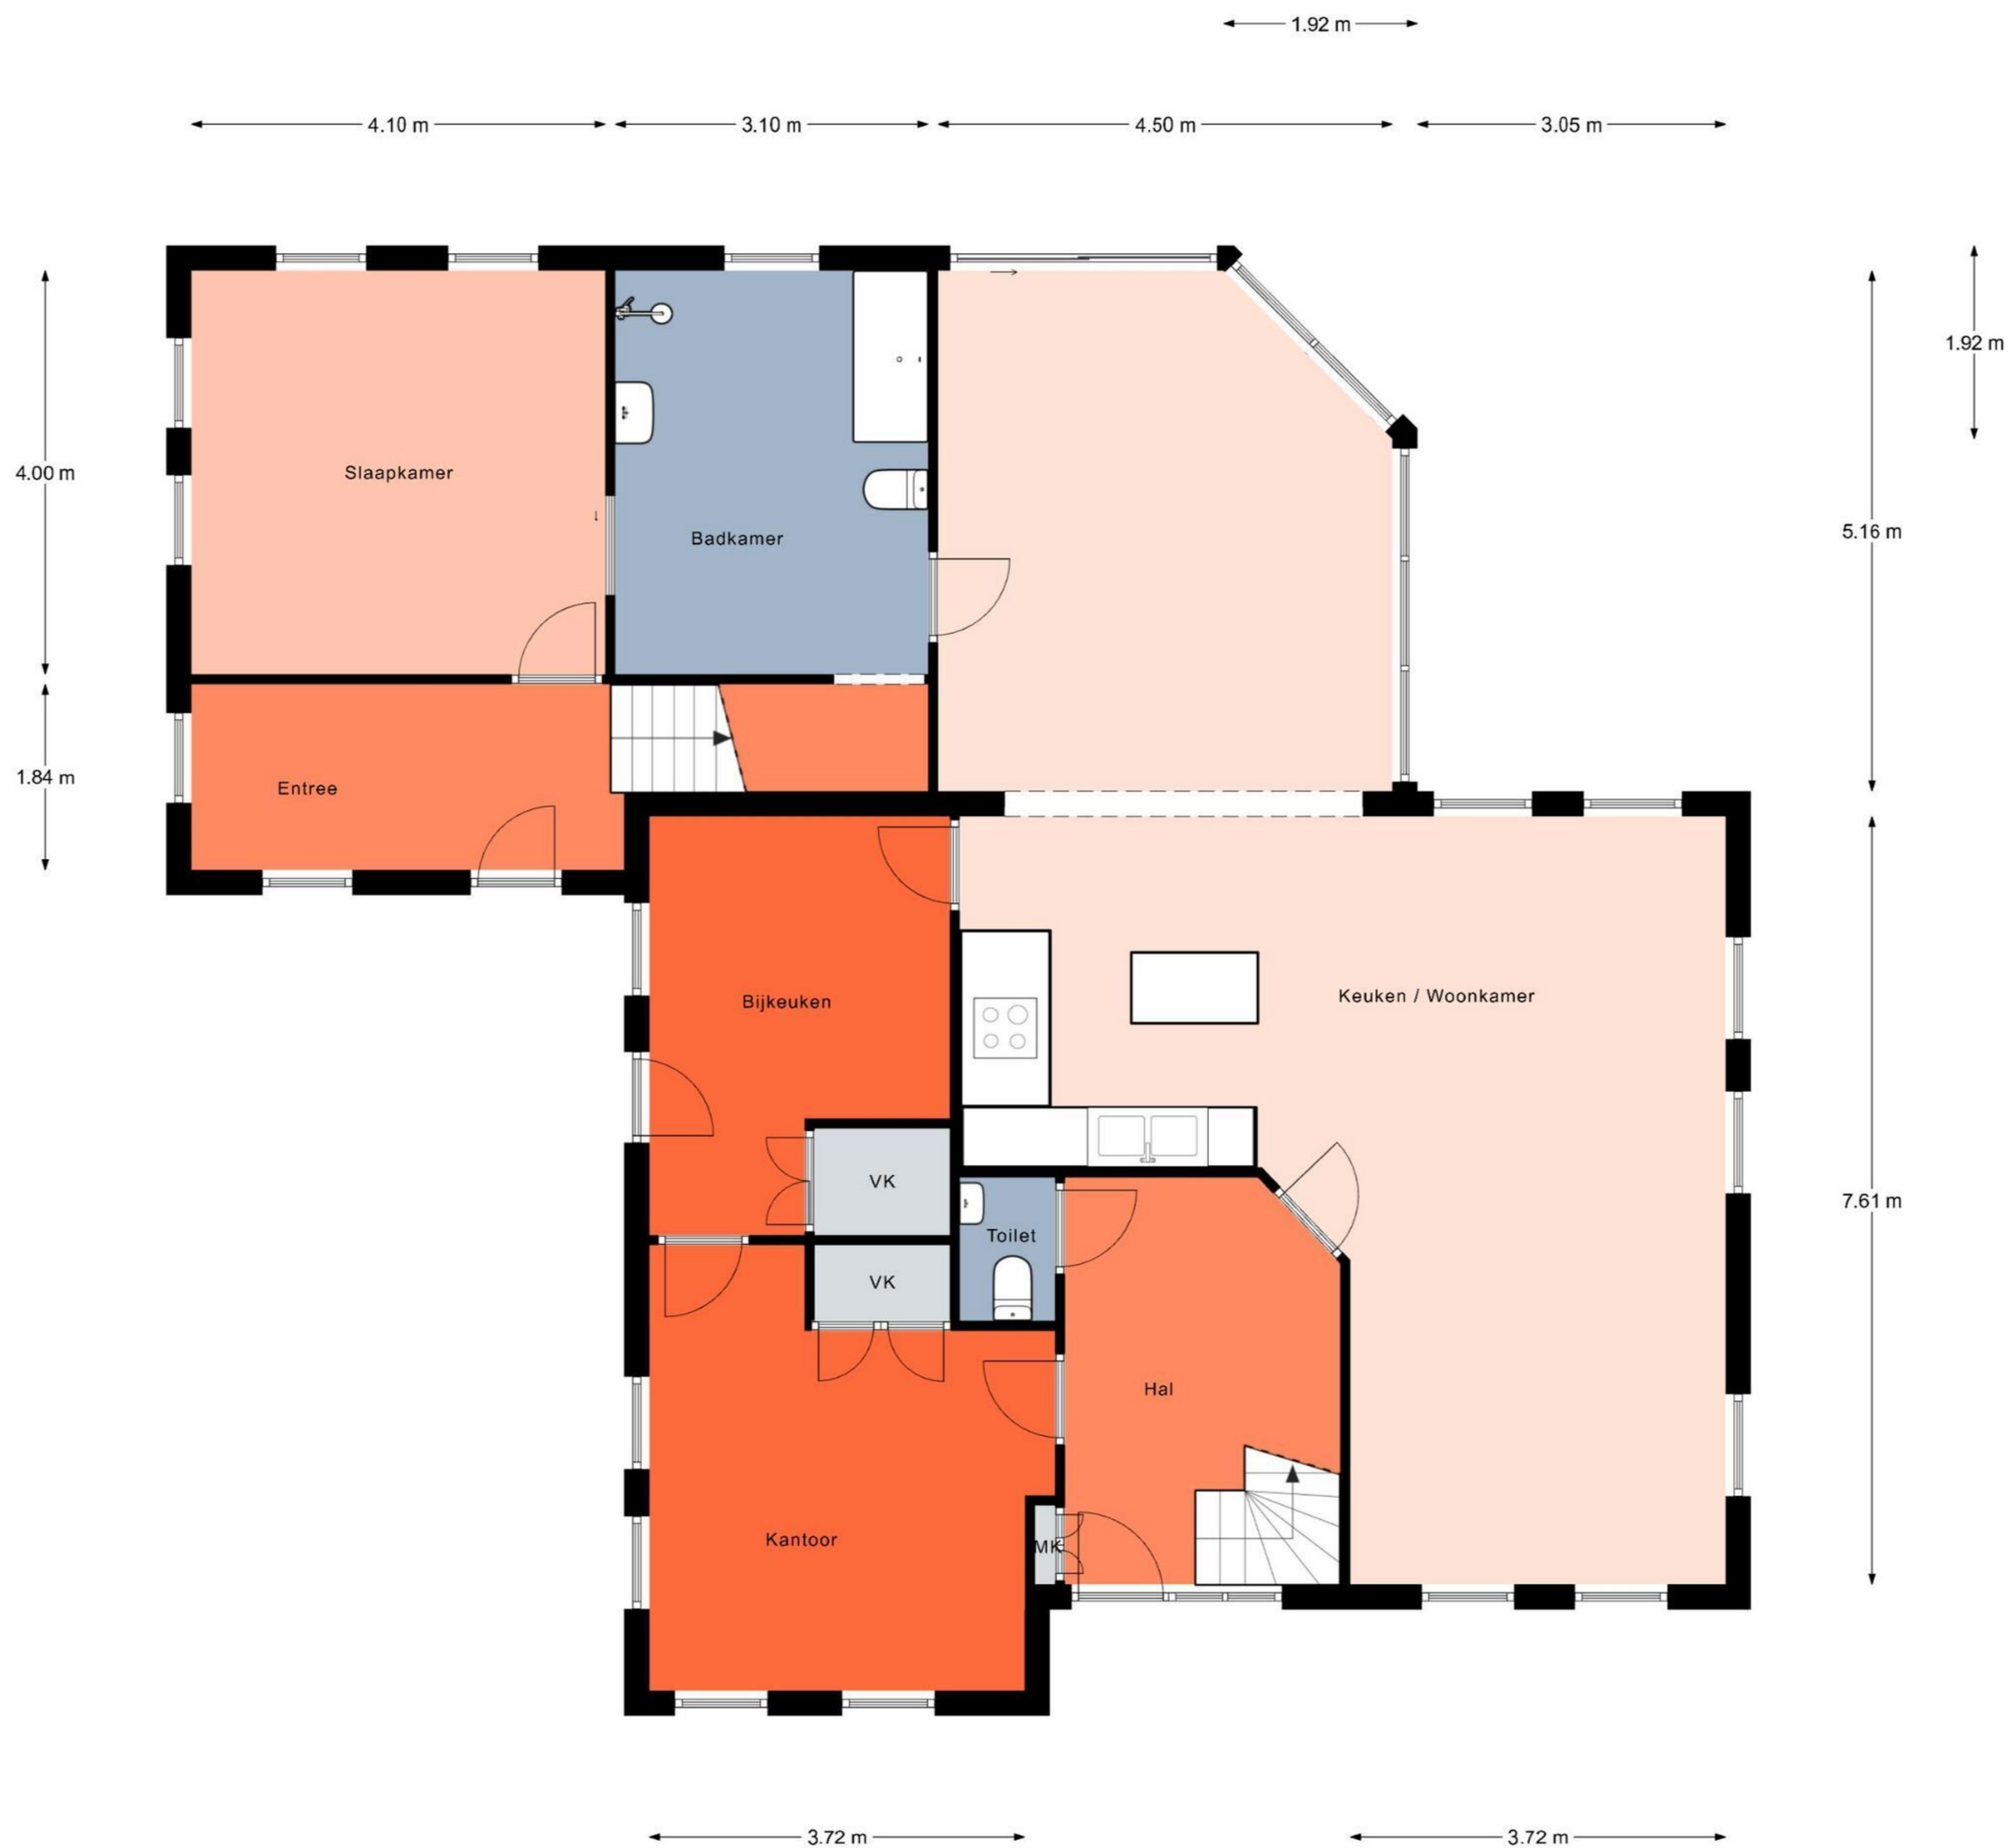 1.92 m
4.10 m
3.10 m
4.50 m
3.05 m
1.92 m
4.00 m
Slaapkamer
5.16 m
Badkamer
1.84 m
Entree
Keuken / Woonkamer
Bijkeuken
VK
7.61 m
Toilet
VK
Hal
Kantoor
MK
3.72 m
3.72 m